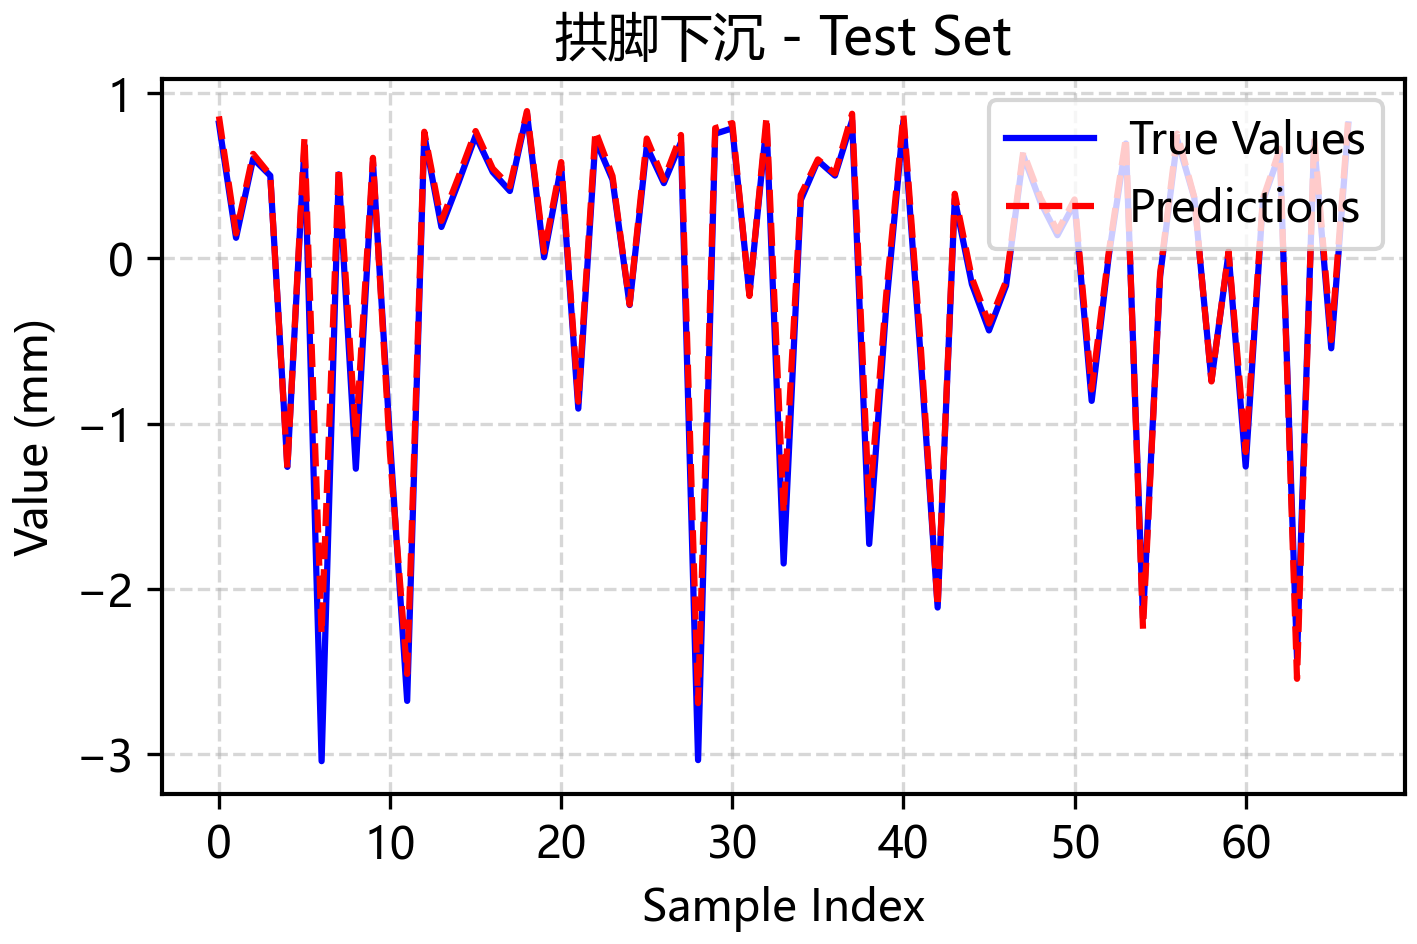 拱脚下沉 - Test Set
True Values
Predictions
Value (mm)
1
0
−1
−2
−3
0 10 20 30 40 50 60
Sample Index